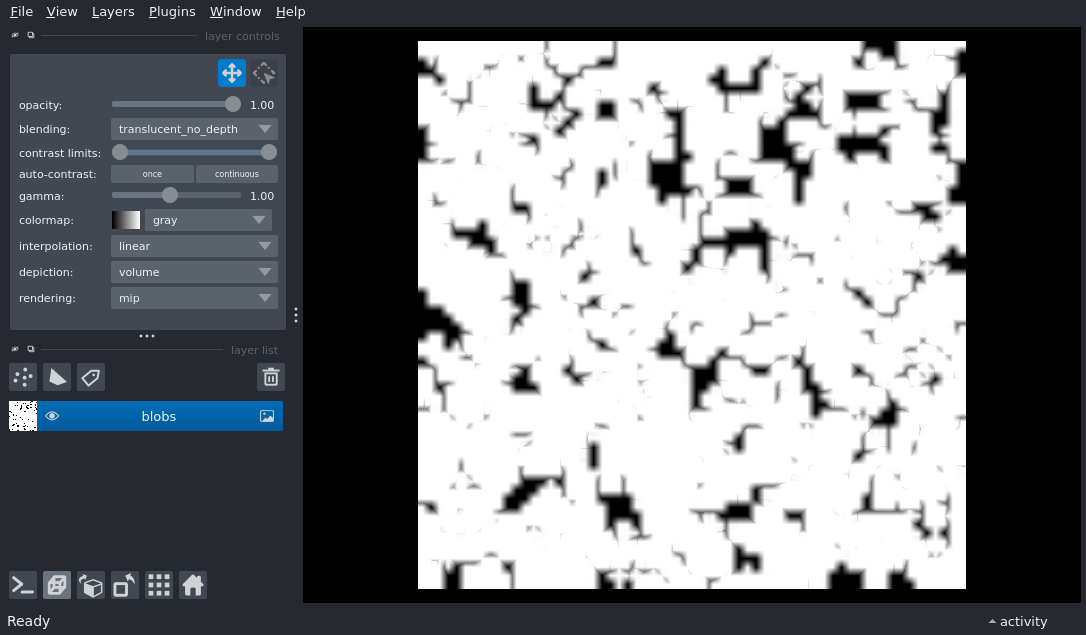 File View Layers Plugins Window Help
layer controls
opacity: 1.00
blending: translucent_no_depth
contrast limits:
auto-contrast: once continuous
gamma: 1.00
colormap: gray
interpolation: linear
depiction: volume
rendering: mip
layer list
blobs
Ready activity